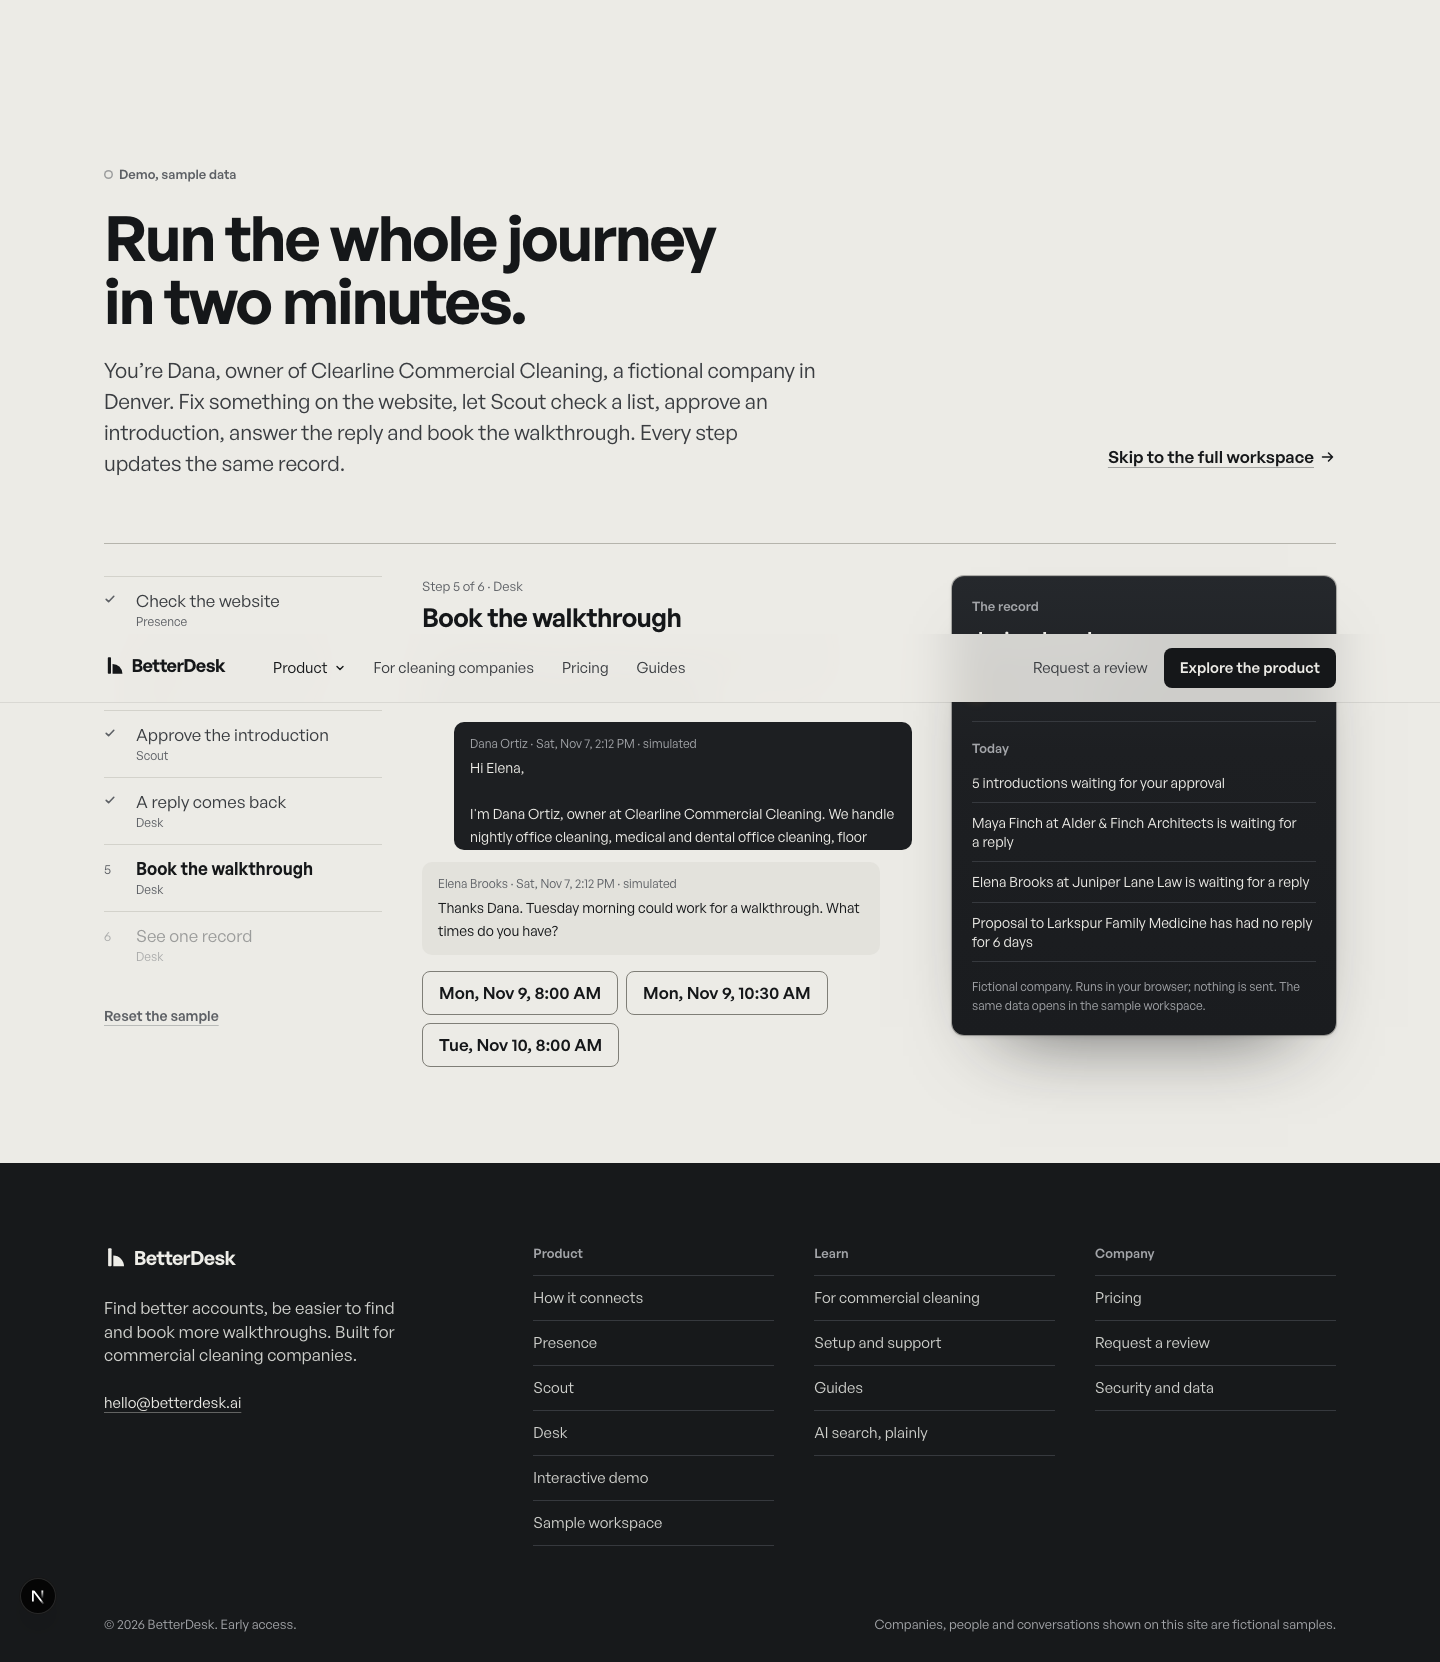 Demo, sample data
Run the whole journey
in two minutes.
You’re Dana, owner of Clearline Commercial Cleaning, a fictional company in
Denver. Fix something on the website, let Scout check a list, approve an
introduction, answer the reply and book the walkthrough. Every step
updates the same record.
Skip to the full workspace
Check the website
Presence
Step 5 of 6 · Desk
Book the walkthrough
The record
BetterDesk
Product
For cleaning companies
Pricing
Guides
Request a review
Explore the product
Approve the introduction
Scout
A reply comes back
Desk
5
Book the walkthrough
Desk
6
See one record
Desk
Reset the sample
Dana Ortiz · Sat, Nov 7, 2:12 PM · simulated
Hi Elena,
I'm Dana Ortiz, owner at Clearline Commercial Cleaning. We handle
nightly office cleaning, medical and dental office cleaning, floor
Elena Brooks · Sat, Nov 7, 2:12 PM · simulated
Thanks Dana. Tuesday morning could work for a walkthrough. What
times do you have?
Mon, Nov 9, 8:00 AM
Mon, Nov 9, 10:30 AM
Tue, Nov 10, 8:00 AM
Today
5 introductions waiting for your approval
Maya Finch at Alder & Finch Architects is waiting for
a reply
Elena Brooks at Juniper Lane Law is waiting for a reply
Proposal to Larkspur Family Medicine has had no reply
for 6 days
Fictional company. Runs in your browser; nothing is sent. The
same data opens in the sample workspace.
BetterDesk
Find better accounts, be easier to find
and book more walkthroughs. Built for
commercial cleaning companies.
hello@betterdesk.ai
Product
How it connects
Presence
Scout
Desk
Interactive demo
Sample workspace
Learn
For commercial cleaning
Setup and support
Guides
AI search, plainly
Company
Pricing
Request a review
Security and data
N
© 2026 BetterDesk. Early access.
Companies, people and conversations shown on this site are fictional samples.